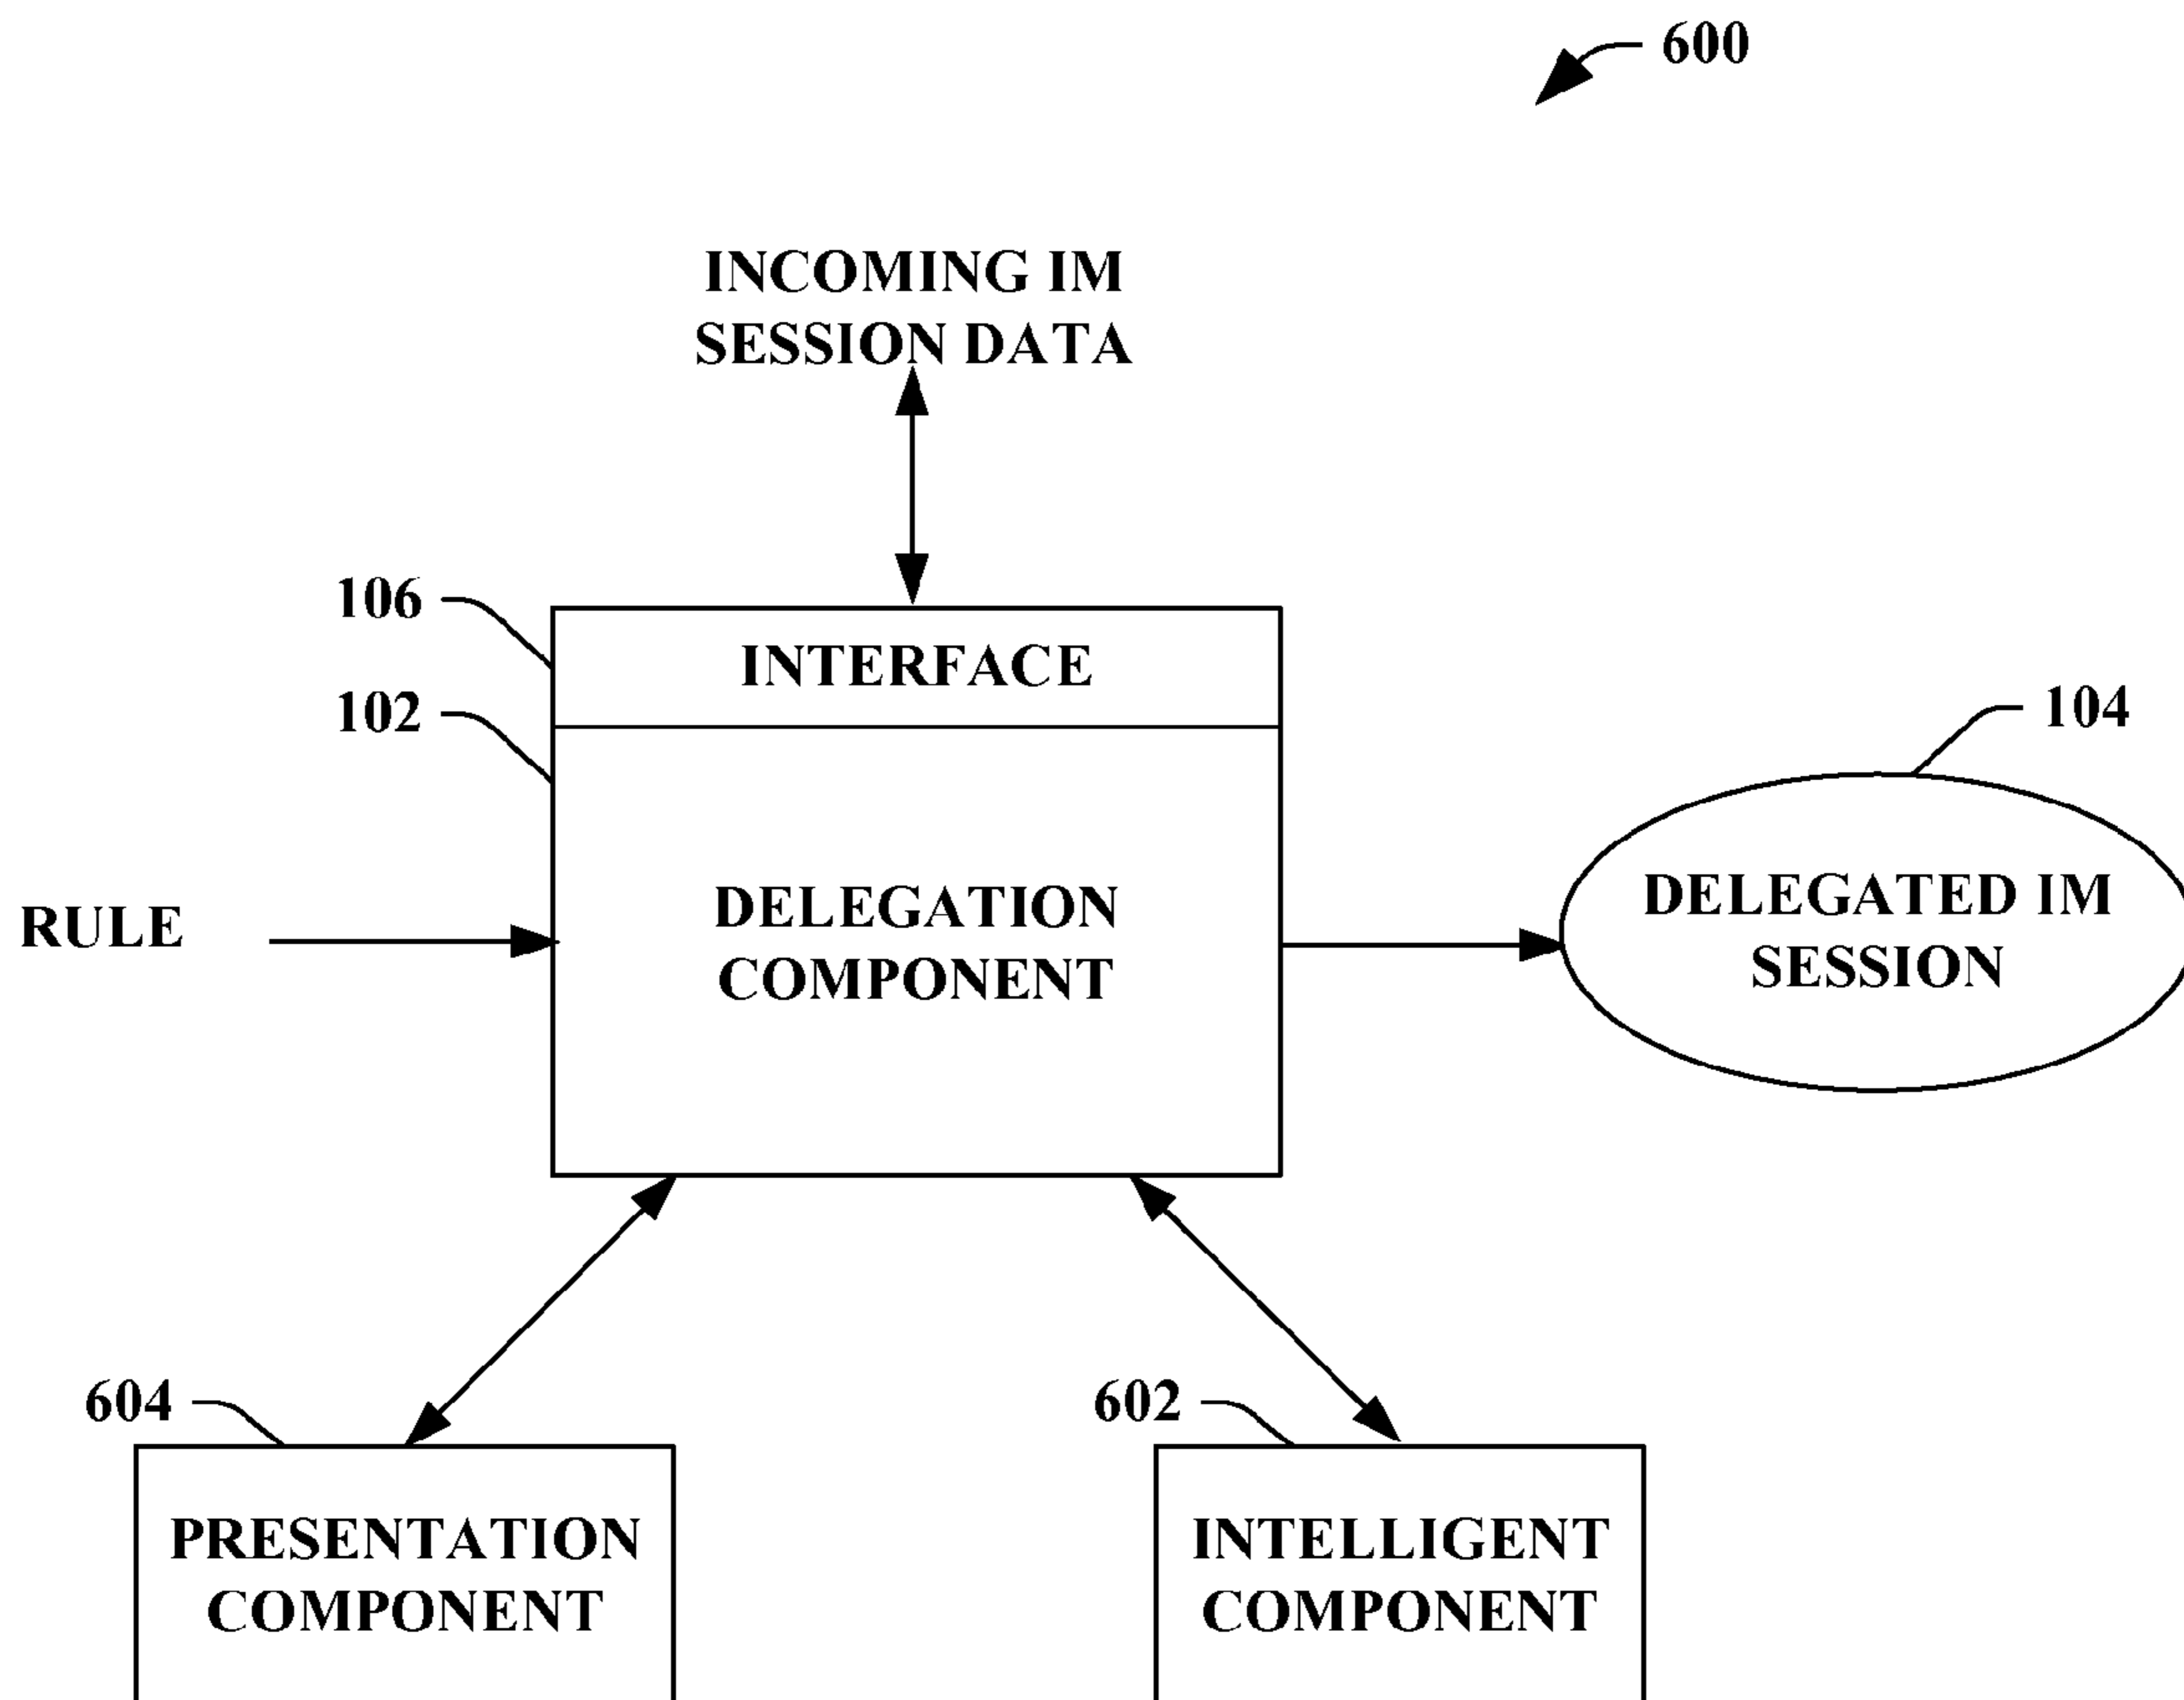 600
INCOMING IM
SESSION DATA
106
INTERFACE
102
104
DELEGATION
COMPONENT
RULE
DELEGATED IM
SESSION
604
602
PRESENTATION
COMPONENT
INTELLIGENT
COMPONENT